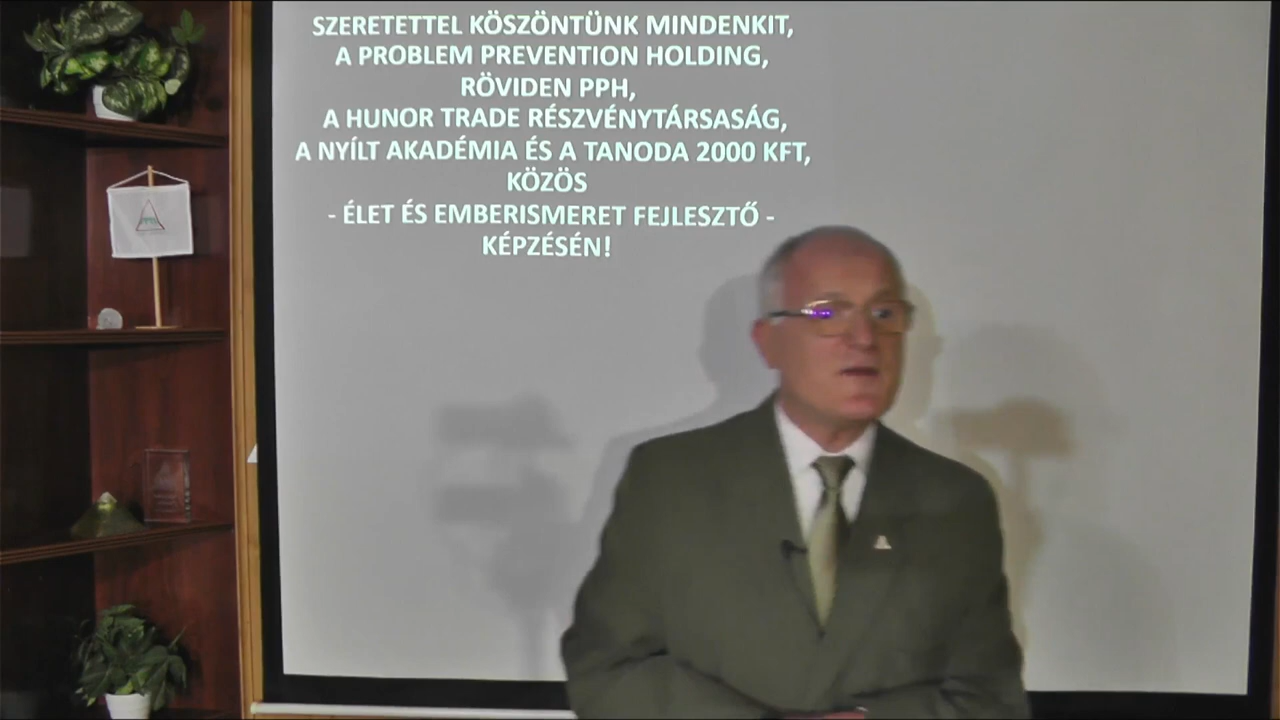 SZERETETTEL KÖSZÖNTÜNK MINDENKIT,
A PROBLEM PREVENTION HOLDING,
RÖVIDEN PPH,
A HUNOR TRADE RÉSZVÉNYTÁRSASÁG,
A NYÍLT AKADÉMIA ÉS A TANODA 2000 KFT,
KÖZÖS
- ÉLET ÉS EMBERISMERET FEJLESZTŐ -
KÉPZÉSÉN!